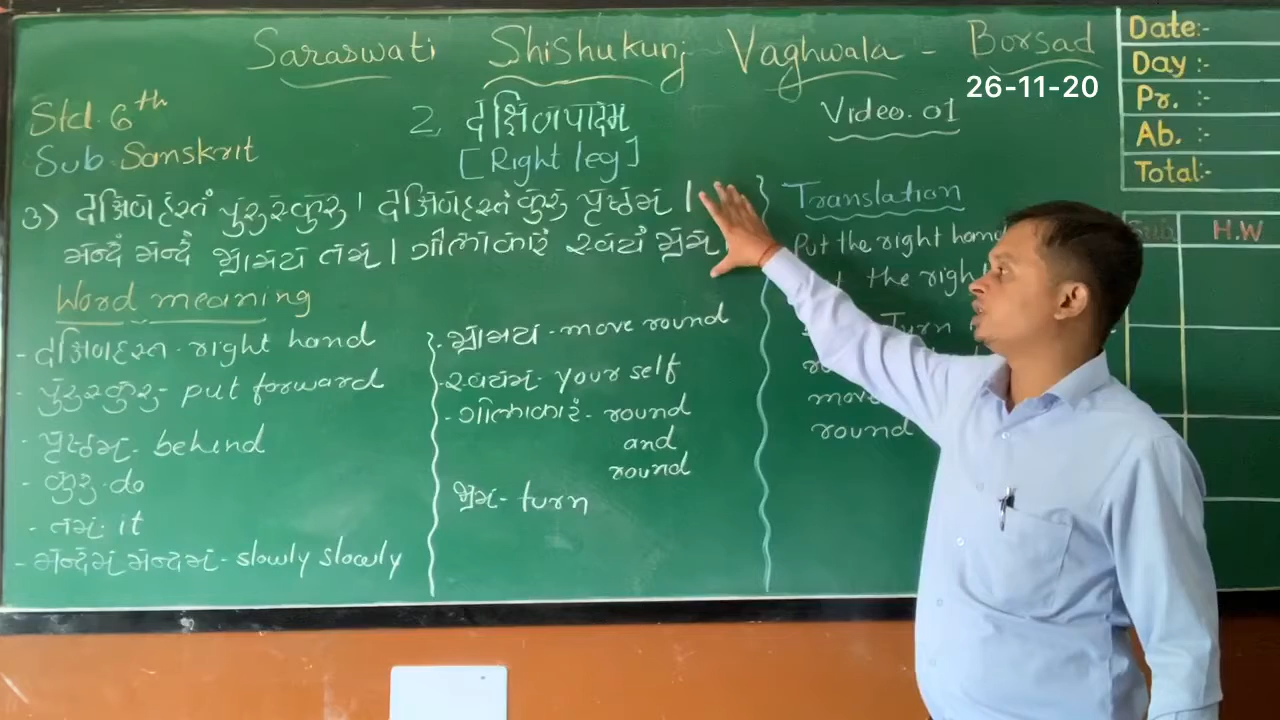 Saraswati Shishukunj Vaghwala - Borsad
26-11-20
Std. 6th
Sub Sanskrit
2. दक्षिणपादम्
[Right leg]
Video. 01
3) दक्षिणहस्तं पुरस्कुरु । दक्षिणहस्तं कुरु पृष्ठम् ।
मन्दं मन्दं भ्रामय तम् । गोलाकारं स्वयं भ्रम
Word meaning
- दक्षिणहस्त - right hand
- पुरस्कुरु - put forward
- पृष्ठम् - behind
- कुरु - do
- तम् - it
- मन्दम् मन्दम् - slowly slowly
- भ्रामय - move round
- स्वयम् - your self
- गोलाकारं - round
and
round
भ्रम - turn
Translation
Put the right hand
the right
Turn
move
round
Date:-
Day :-
Pr. :-
Ab. :-
Total:-
Sub H.W